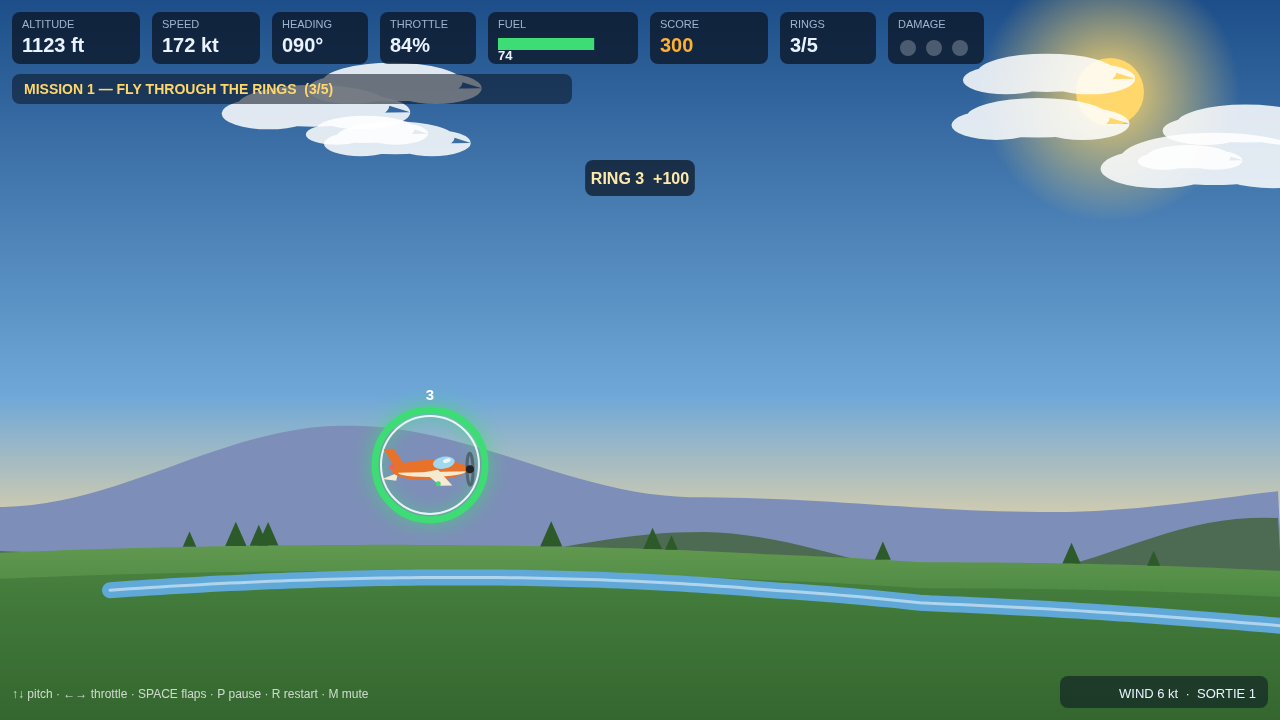 ALTITUDE
1123 ft
SPEED
172 kt
HEADING
090°
THROTTLE
84%
FUEL
74
SCORE
300
RINGS
3/5
DAMAGE
MISSION 1 — FLY THROUGH THE RINGS (3/5)
RING 3 +100
3
↑↓ pitch · ←→ throttle · SPACE flaps · P pause · R restart · M mute
WIND 6 kt · SORTIE 1